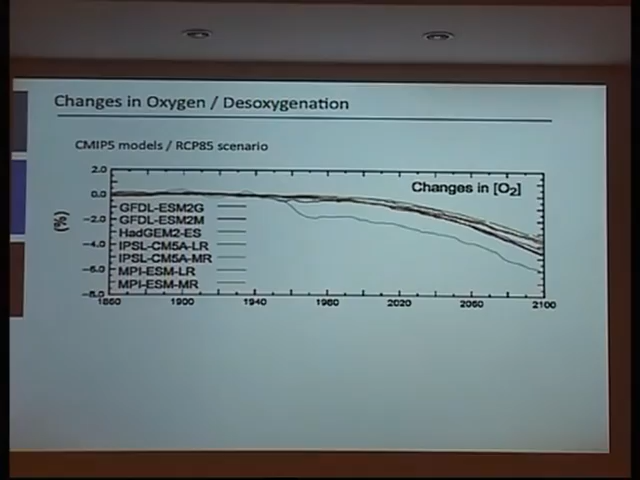 Changes in Oxygen / Desoxygenation
CMIP5 models / RCP85 scenario
Changes in [O2]
(%)
2.0
0.0
-2.0
-4.0
-6.0
-8.0
GFDL-ESM2G
GFDL-ESM2M
HadGEM2-ES
IPSL-CM5A-LR
IPSL-CM5A-MR
MPI-ESM-LR
MPI-ESM-MR
1860 1900 1940 1980 2020 2060 2100